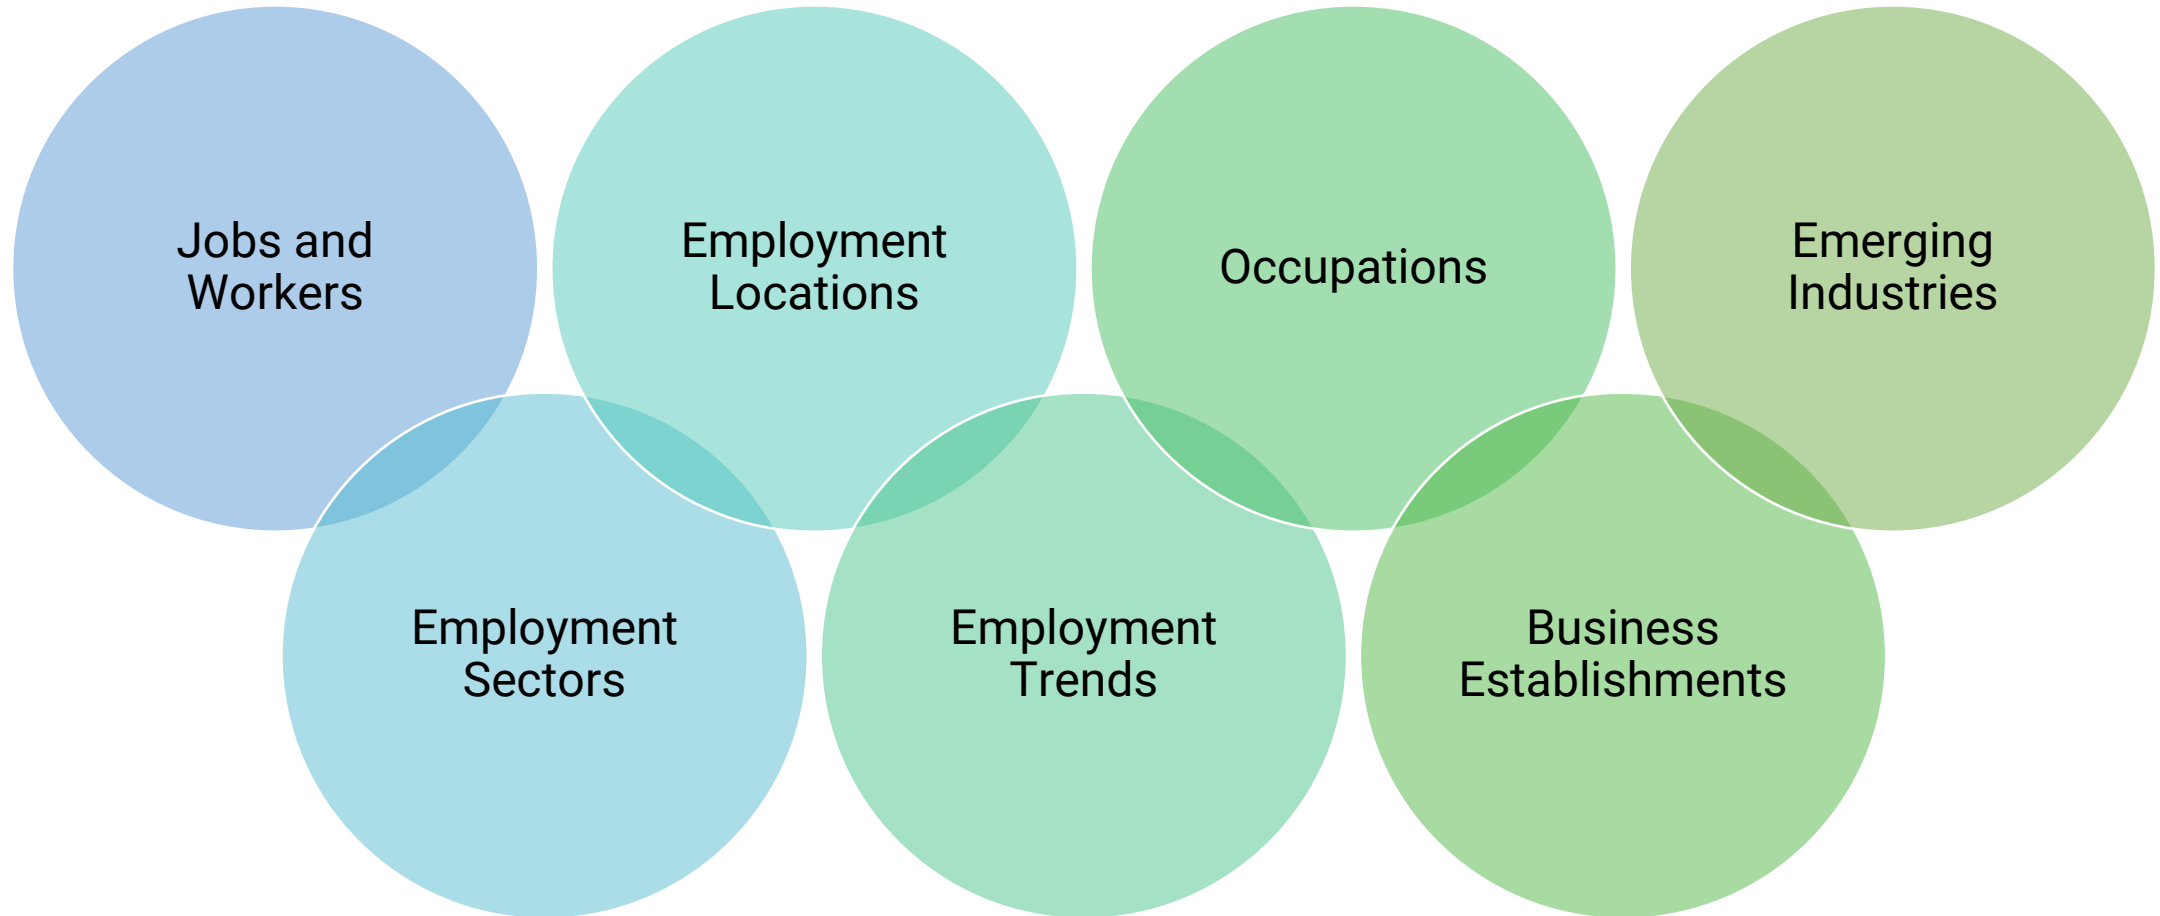 Jobs and
Workers
Employment
Locations
Occupations
Emerging
Industries
Employment
Sectors
Employment
Trends
Business
Establishments